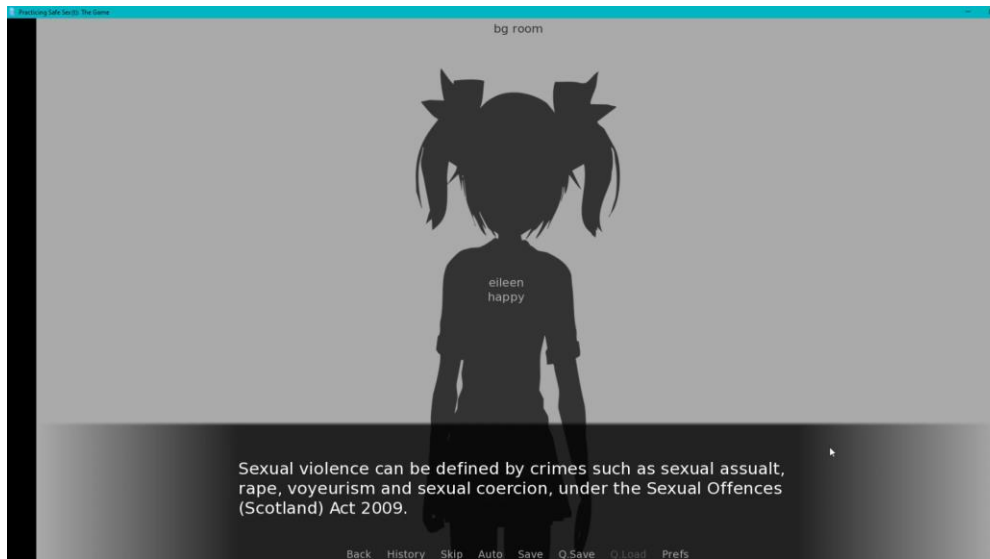 Practicing Safe Sec(t): The Game
bg room
eileen
happy
Sexual violence can be defined by crimes such as sexual assualt,
rape, voyeurism and sexual coercion, under the Sexual Offences
(Scotland) Act 2009.
Back History Skip Auto Save Q.Save Q.Load Prefs